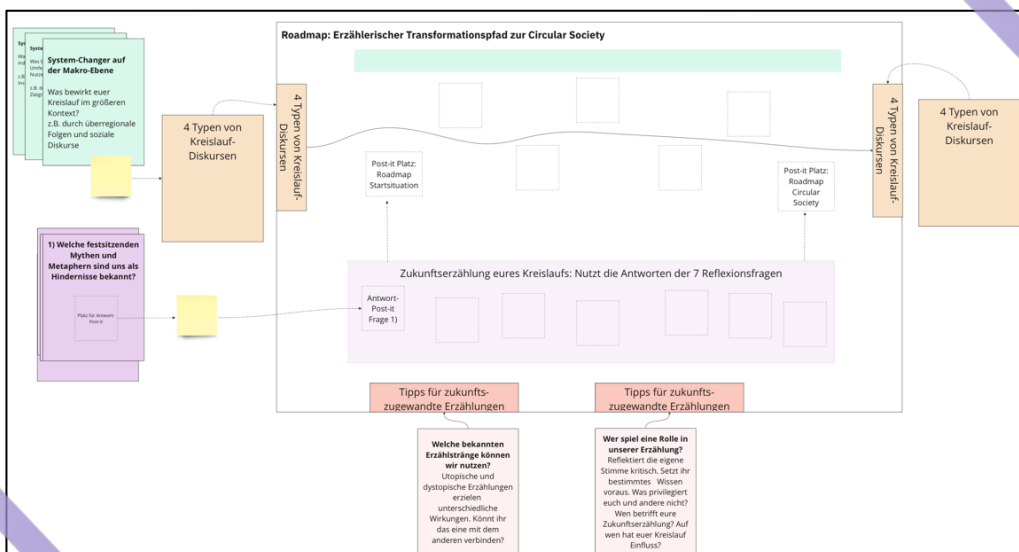 Roadmap: Erzählerischer Transformationspfad zur Circular Society
System-Changer auf
der Makro-Ebene
Was bewirkt euer
Kreislauf im größeren
Kontext?
z.B. durch überregionale
Folgen und soziale
Diskurse
4 Typen von
Kreislauf-
Diskursen
4 Typen von Kreislauf-
Diskursen
Post-it Platz:
Roadmap
Startsituation
Post-it Platz:
Roadmap
Circular
Society
4 Typen von Kreislauf-
Diskursen
4 Typen von
Kreislauf-
Diskursen
1) Welche festsitzenden
Mythen und
Metaphern sind uns als
Hindernisse bekannt?
Platz für Antwort-
Post-it
Zukunftserzählung eures Kreislaufs: Nutzt die Antworten der 7 Reflexionsfragen
Antwort-
Post-it
Frage 1)
Tipps für zukunfts-
zugewandte Erzählungen
Tipps für zukunfts-
zugewandte Erzählungen
Welche bekannten
Erzählstränge können
wir nutzen?
Utopische und
dystopische Erzählungen
erzielen
unterschiedliche
Wirkungen. Könnt ihr
das eine mit dem
anderen verbinden?
Wer spiel eine Rolle in
unserer Erzählung?
Reflektiert die eigene
Stimme kritisch. Setzt ihr
bestimmtes Wissen
voraus. Was privilegiert
euch und andere nicht?
Wen betrifft eure
Zukunftserzählung? Auf
wen hat euer Kreislauf
Einfluss?